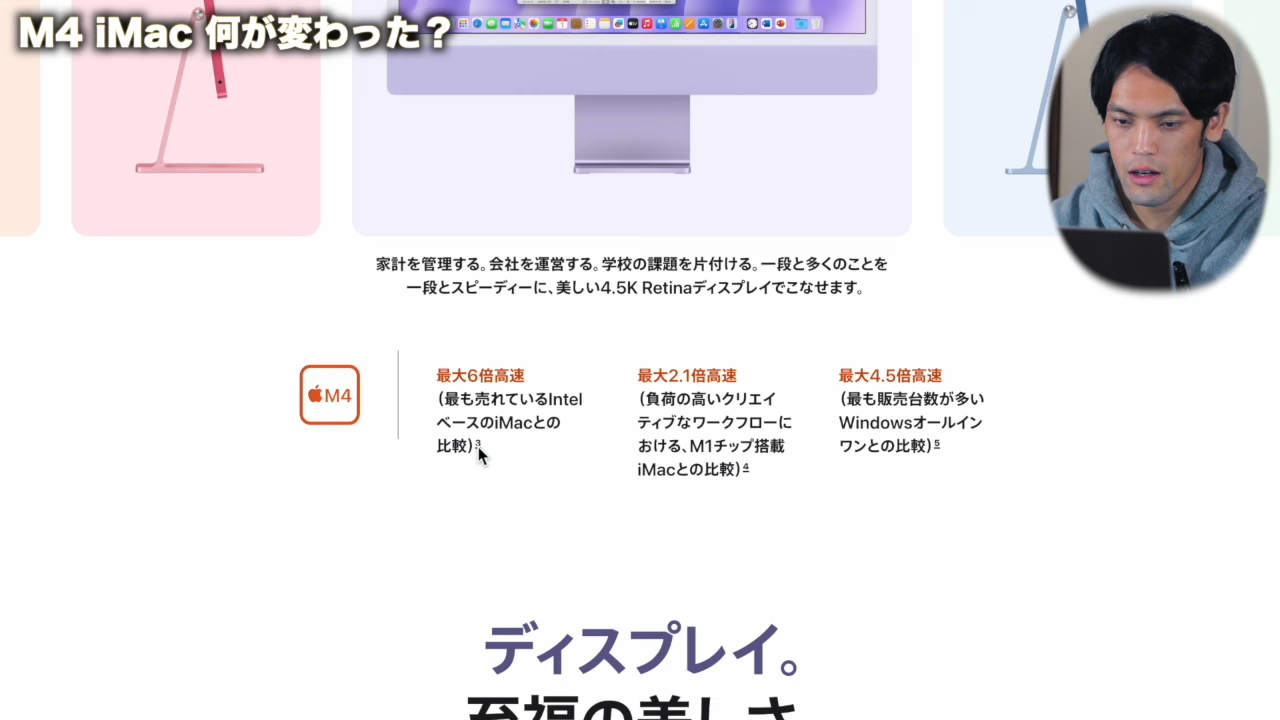 M4 iMac 何が変わった？
家計を管理する。会社を運営する。学校の課題を片付ける。一段と多くのことを
一段とスピーディーに、美しい4.5K Retinaディスプレイでこなせます。
M4
最大6倍高速
（最も売れているIntel
ベースのiMacとの
比較）3
最大2.1倍高速
（負荷の高いクリエイ
ティブなワークフローに
おける、M1チップ搭載
iMacとの比較）4
最大4.5倍高速
（最も販売台数が多い
Windowsオールイン
ワンとの比較）5
ディスプレイ。
至福の美しさ